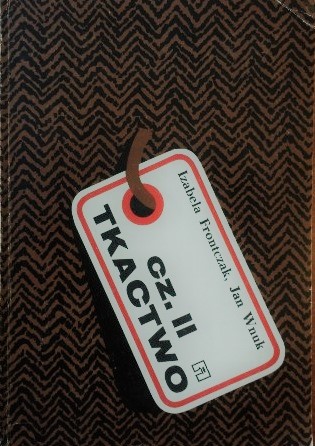 Izabela Frontczak, Jan Wnuk
cz. II
TKACTWO